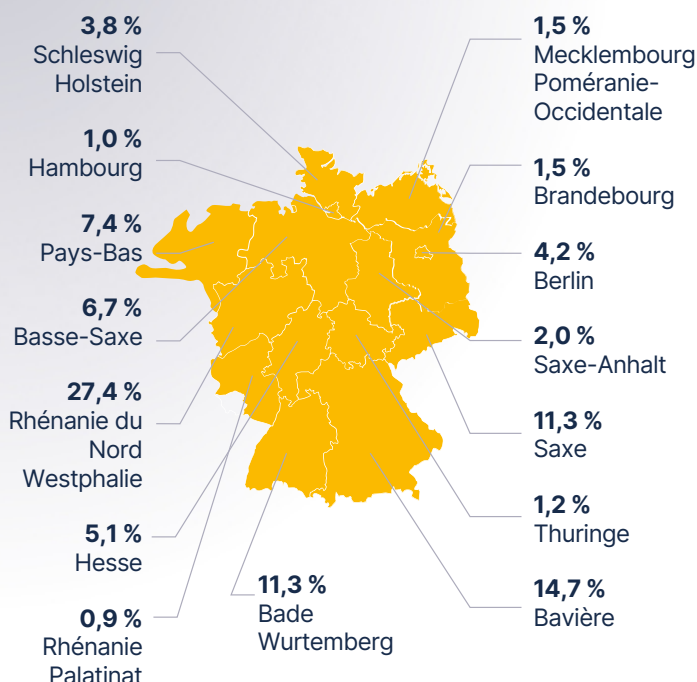 3,8 %
Schleswig
Holstein
1,0 %
Hambourg
7,4 %
Pays-Bas
6,7 %
Basse-Saxe
27,4 %
Rhénanie du
Nord
Westphalie
5,1 %
Hesse
0,9 %
Rhénanie
Palatinat
11,3 %
Bade
Wurtemberg
1,5 %
Mecklembourg
Poméranie-
Occidentale
1,5 %
Brandebourg
4,2 %
Berlin
2,0 %
Saxe-Anhalt
11,3 %
Saxe
1,2 %
Thuringe
14,7 %
Bavière